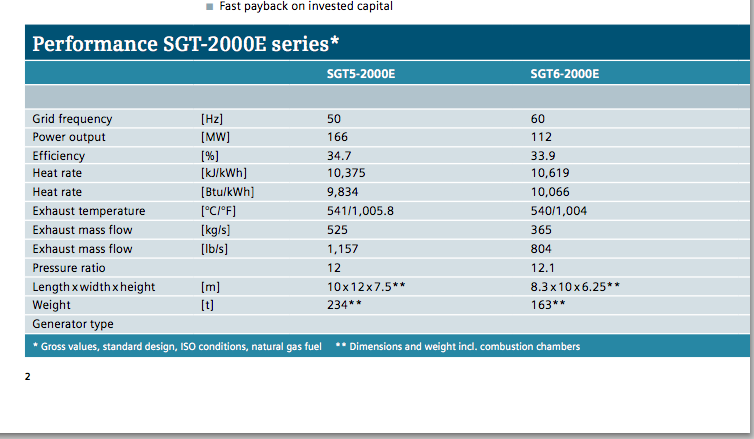 Fast payback on invested capital
Performance SGT-2000E series*
SGT5-2000E SGT6-2000E
Grid frequency [Hz] 50 60
Power output [MW] 166 112
Efficiency [%] 34.7 33.9
Heat rate [kJ/kWh] 10,375 10,619
Heat rate [Btu/kWh] 9,834 10,066
Exhaust temperature [°C/°F] 541/1,005.8 540/1,004
Exhaust mass flow [kg/s] 525 365
Exhaust mass flow [lb/s] 1,157 804
Pressure ratio 12 12.1
Length x width x height [m] 10 x 12 x 7.5** 8.3 x 10 x 6.25**
Weight [t] 234** 163**
Generator type
* Gross values, standard design, ISO conditions, natural gas fuel ** Dimensions and weight incl. combustion chambers
2